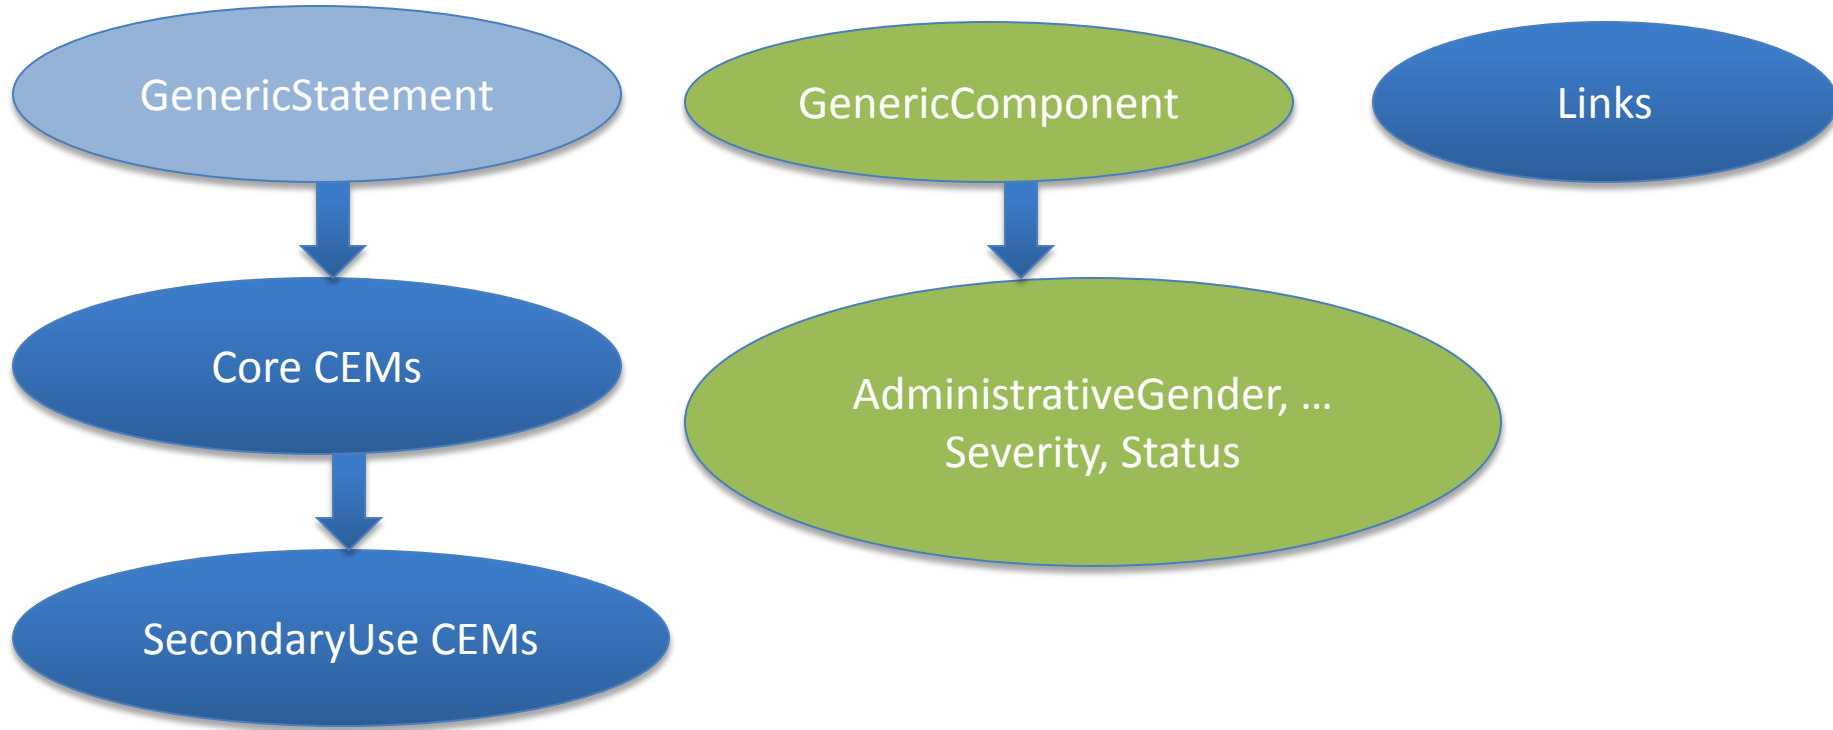 GenericStatement
GenericComponent
Links
Core CEMs
AdministrativeGender, ...
Severity, Status
SecondaryUse CEMs